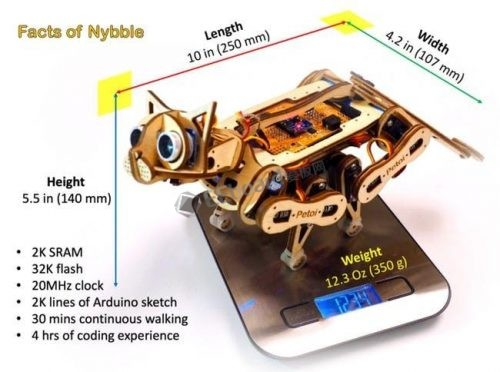 Facts of Nybble
Length
10 in (250 mm)
Width
4.2 in (107 mm)
Height
5.5 in (140 mm)
Petoi
Petoi
Weight
12.3 Oz (350 g)
• 2K SRAM
• 32K flash
• 20MHz clock
• 2K lines of Arduino sketch
• 30 mins continuous walking
• 4 hrs of coding experience